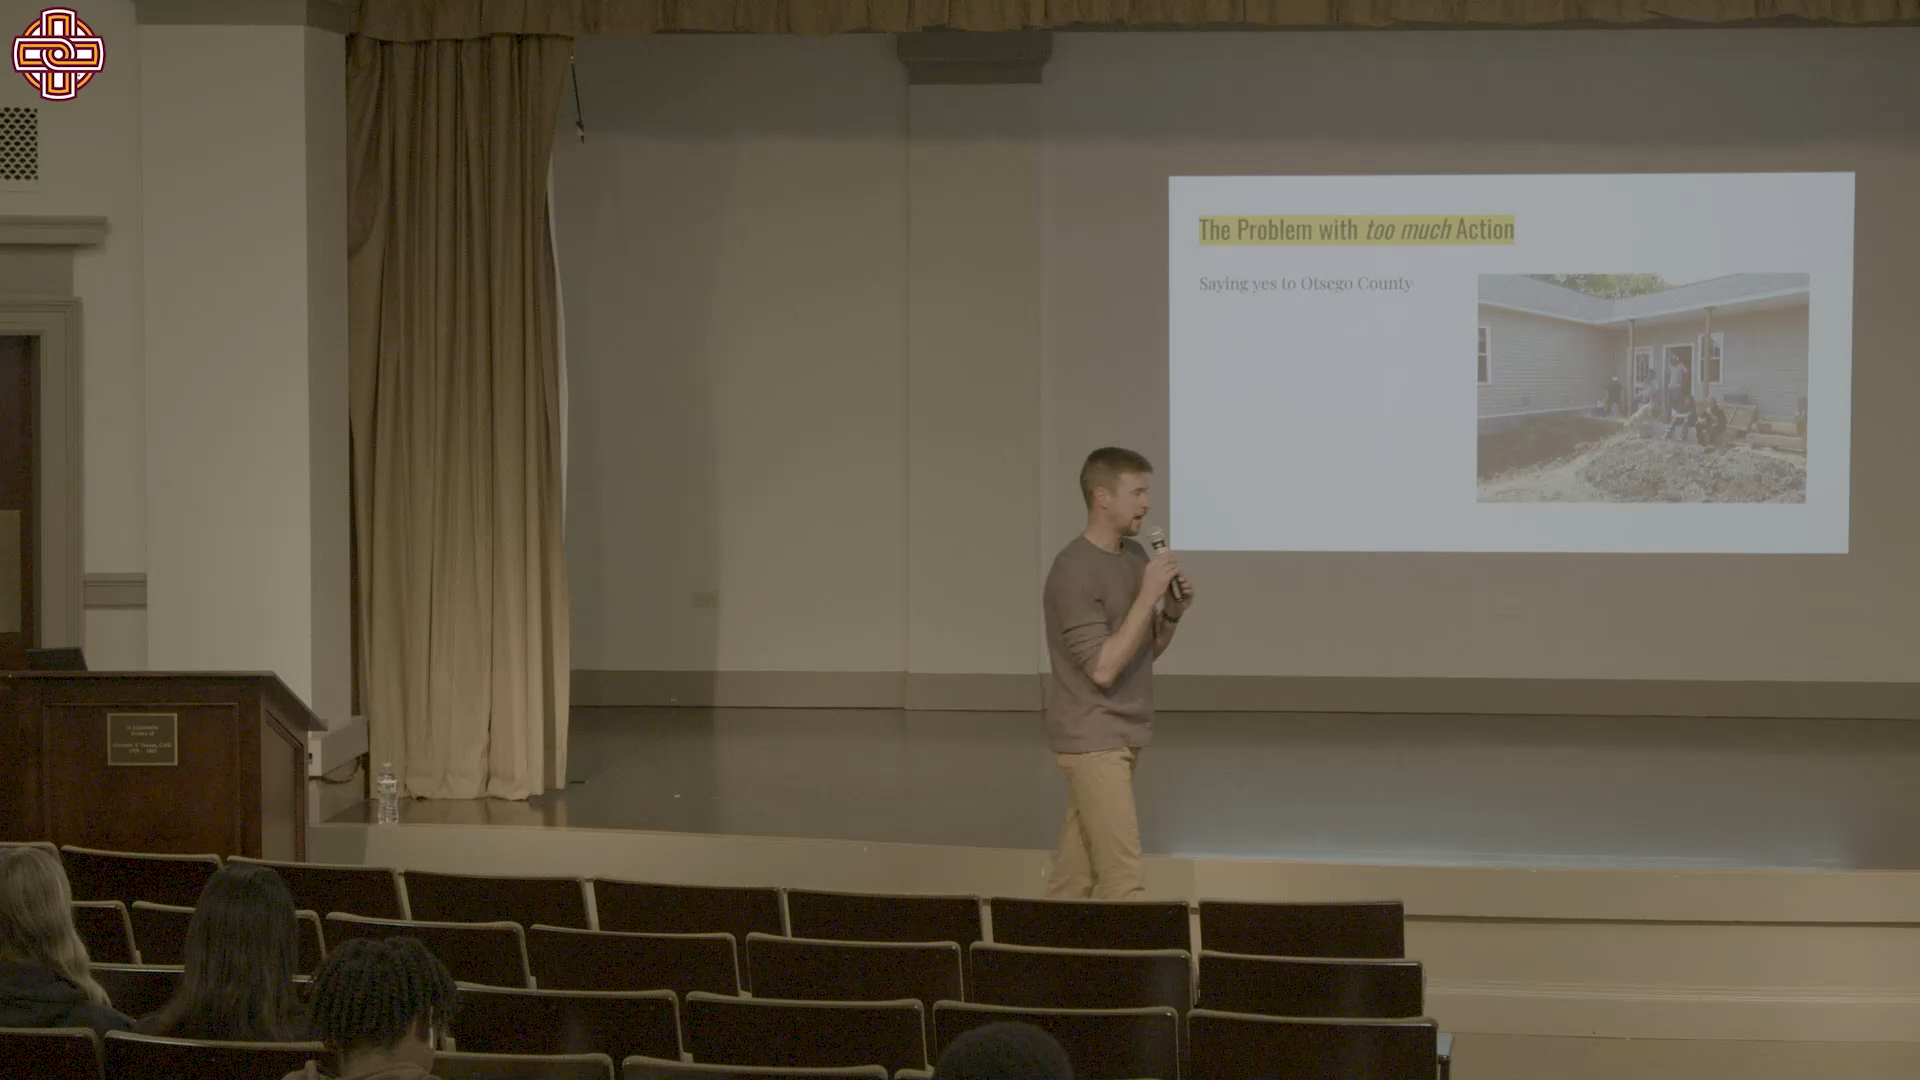 The Problem with too much Action
Saying yes to Otsego County